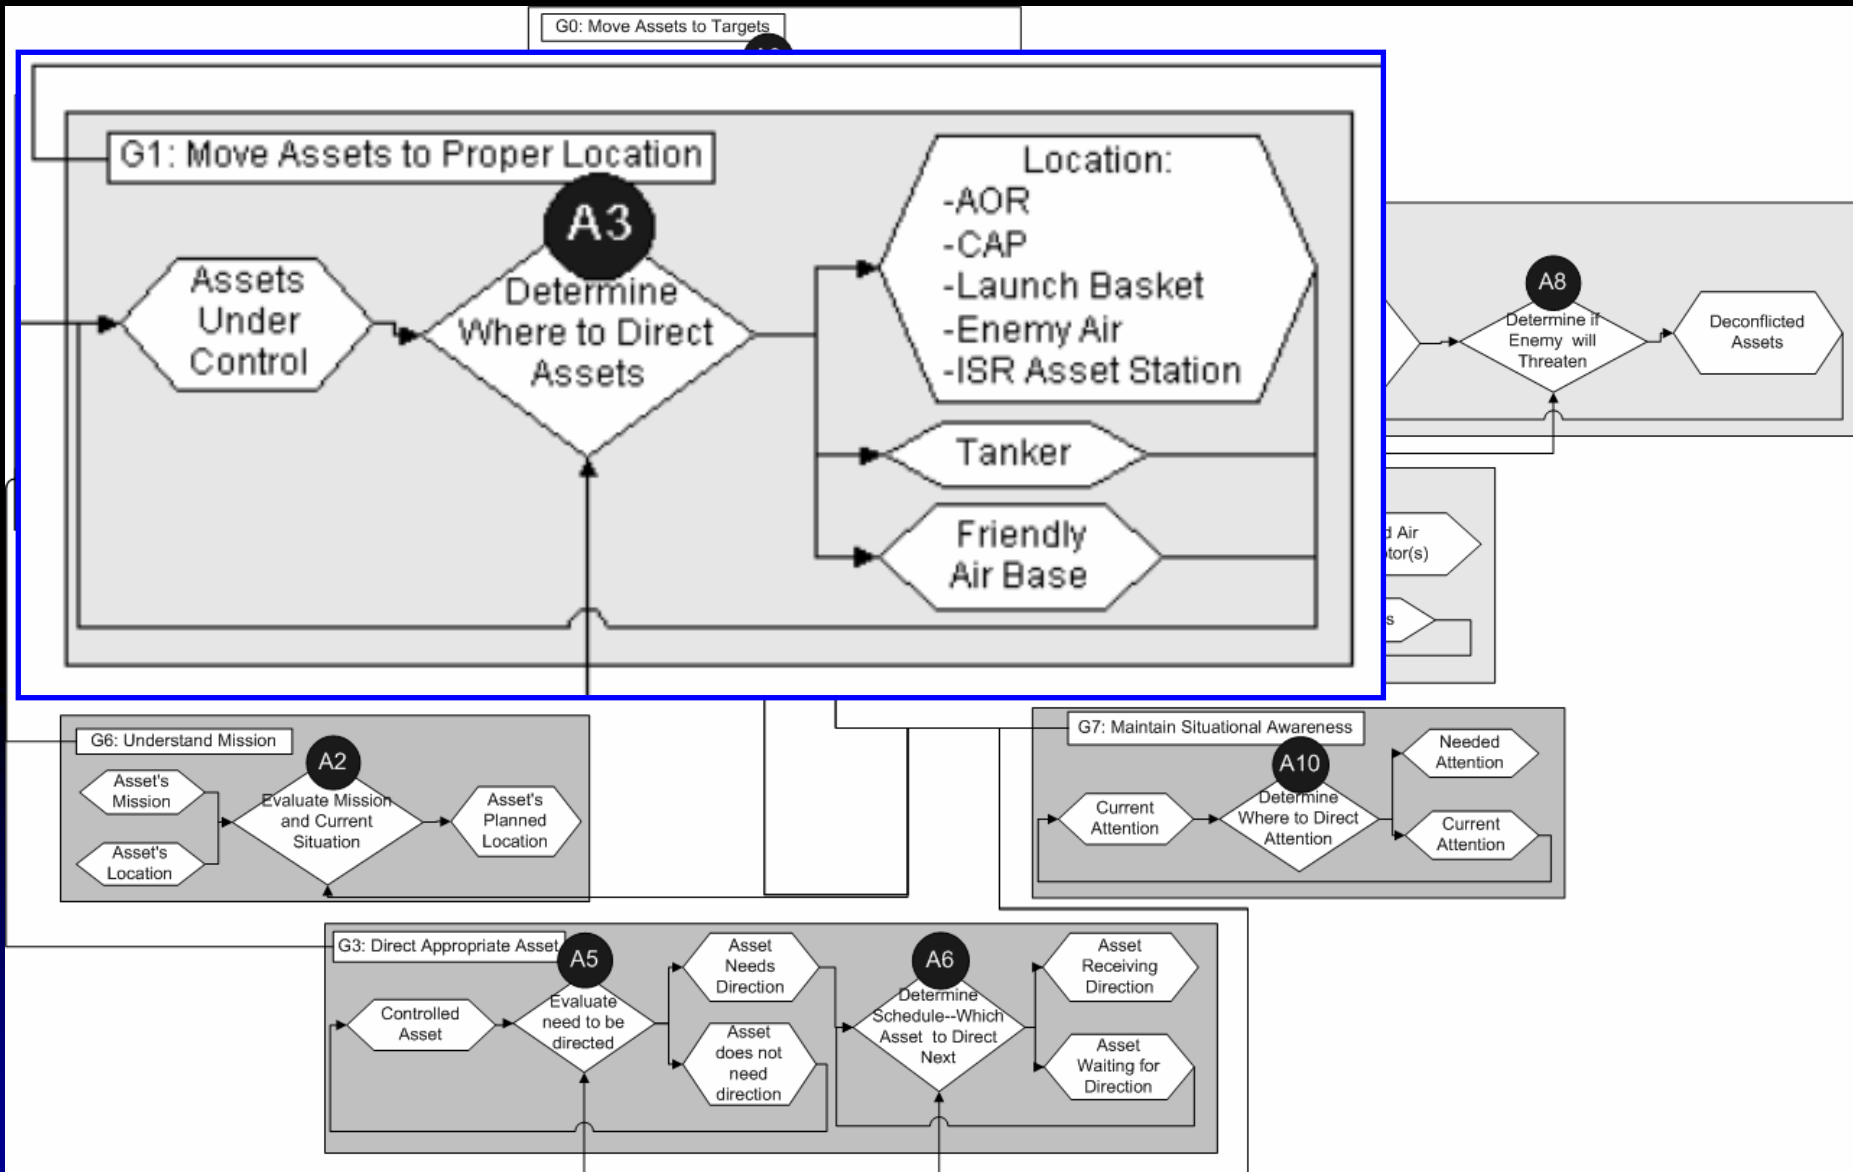 G0: Move Assets to Targets
G1: Move Assets to Proper Location
A3
Assets
Under
Control
Determine
Where to Direct
Assets
Location:
-AOR
-CAP
-Launch Basket
-Enemy Air
-ISR Asset Station
Tanker
Friendly
Air Base
A8
Determine if
Enemy will
Threaten
Deconflicted
Assets
Air
G6: Understand Mission
A2
Asset's
Mission
Asset's
Location
Evaluate Mission
and Current
Situation
Asset's
Planned
Location
G7: Maintain Situational Awareness
A10
Current
Attention
Determine
Where to Direct
Attention
Needed
Attention
Current
Attention
G3: Direct Appropriate Asset
A5
Controlled
Asset
Evaluate
need to be
directed
Asset
Needs
Direction
Asset
does not
need
direction
A6
Determine
Schedule--Which
Asset to Direct
Next
Asset
Receiving
Direction
Asset
Waiting for
Direction